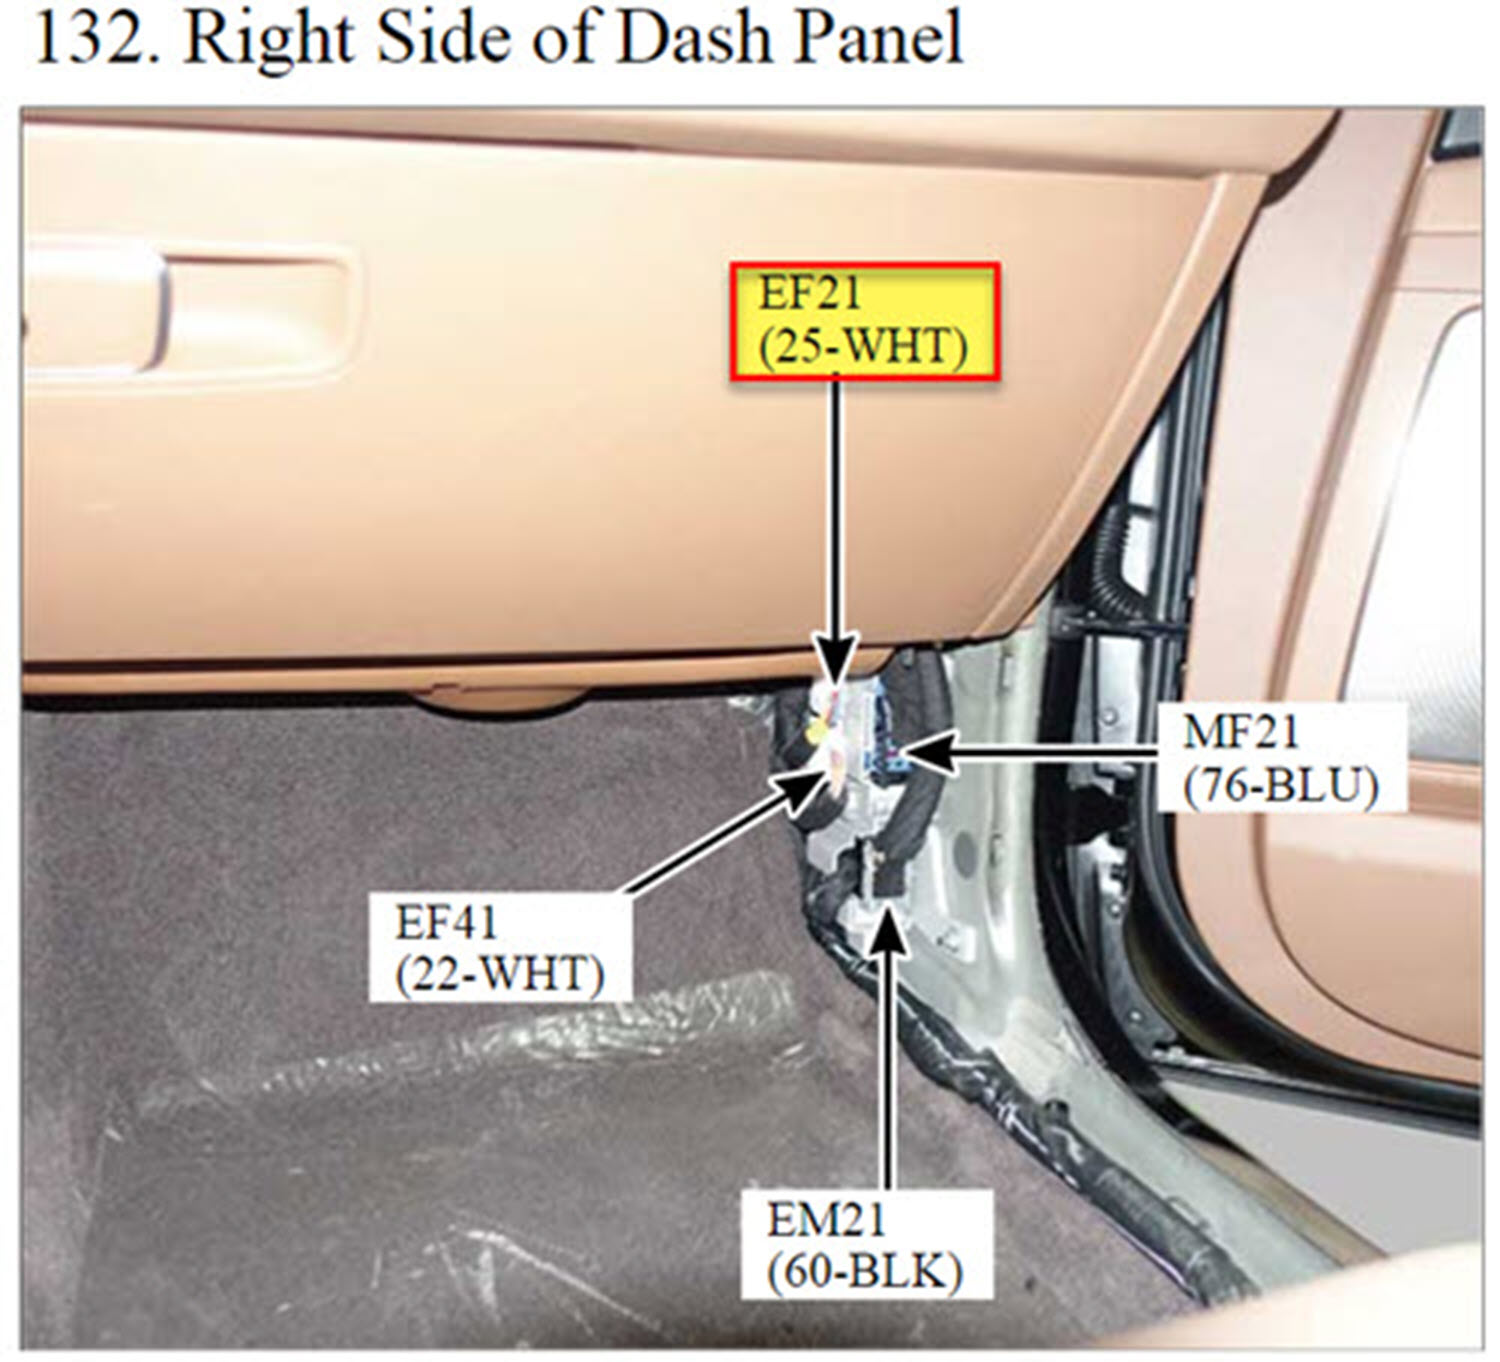 132. Right Side of Dash Panel
EF21
(25-WHT)
MF21
(76-BLU)
EF41
(22-WHT)
EM21
(60-BLK)